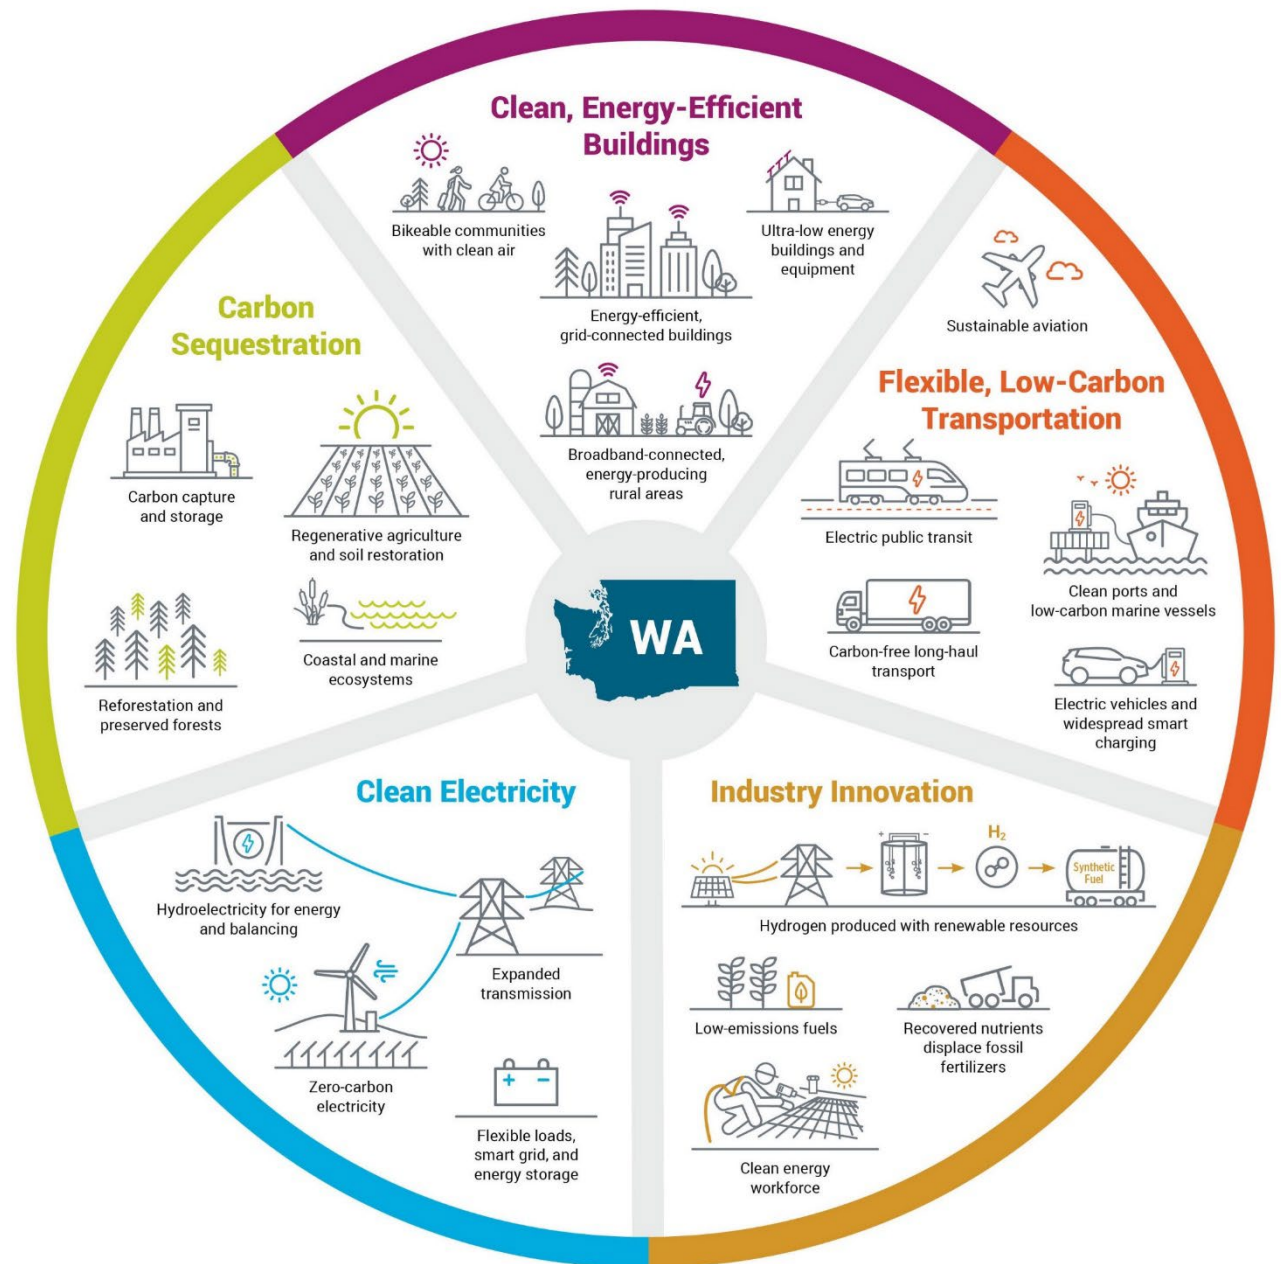 Clean, Energy-Efficient
Buildings
Bikeable communities
with clean air
Energy-efficient,
grid-connected buildings
Ultra-low energy
buildings and
equipment
Broadband-connected,
energy-producing
rural areas
Sustainable aviation
Flexible, Low-Carbon
Transportation
Electric public transit
Clean ports and
low-carbon marine vessels
Carbon-free long-haul
transport
Electric vehicles and
widespread smart
charging
Carbon
Sequestration
Carbon capture
and storage
Regenerative agriculture
and soil restoration
Reforestation and
preserved forests
Coastal and marine
ecosystems
WA
Clean Electricity
Hydroelectricity for energy
and balancing
Expanded
transmission
Zero-carbon
electricity
+ −
Flexible loads,
smart grid, and
energy storage
Industry Innovation
+ −
H₂
Synthetic
Fuel
Hydrogen produced with renewable resources
Low-emissions fuels
Recovered nutrients
displace fossil
fertilizers
Clean energy
workforce